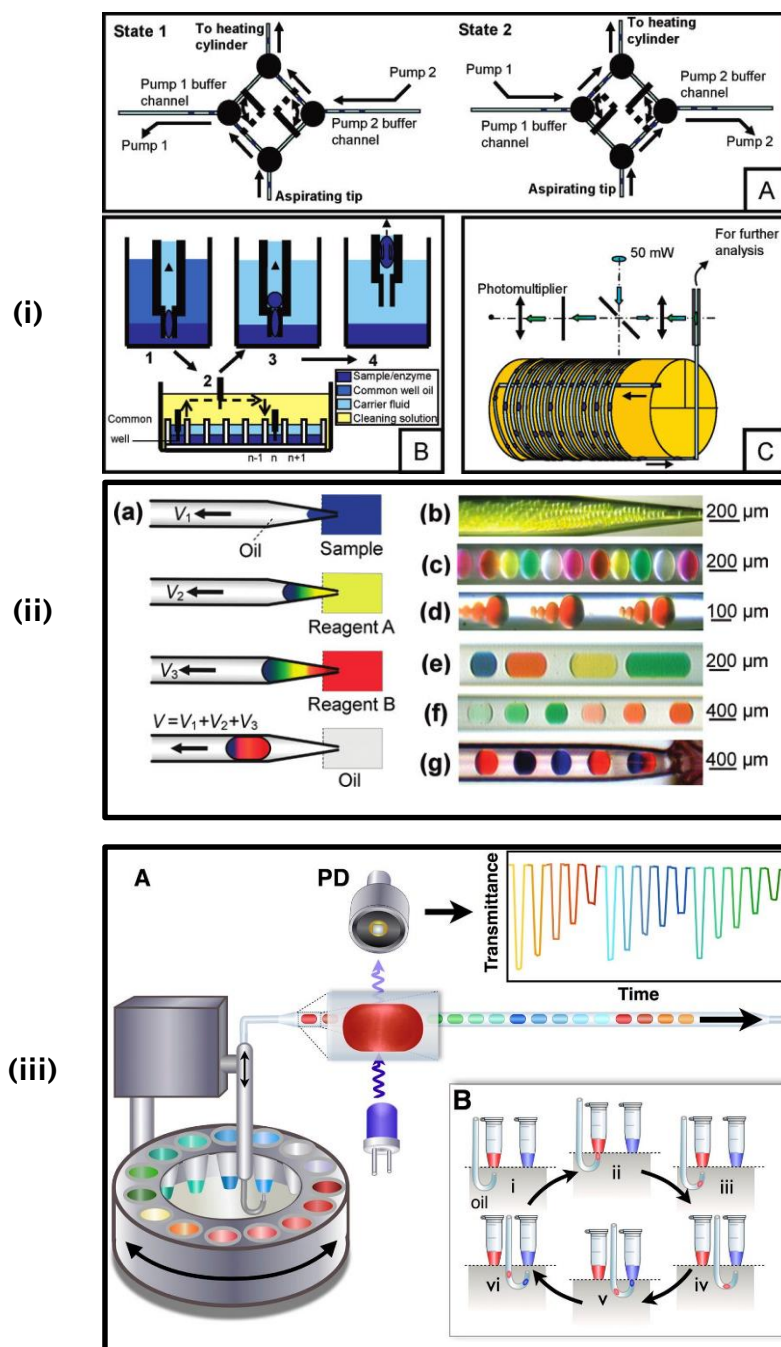 (i)
State 1
To heating
cylinder
Pump 1 buffer
channel
Pump 2
Pump 2 buffer
channel
Pump 1
Aspirating tip
State 2
To heating
cylinder
Pump 1
Pump 2 buffer
channel
Pump 1 buffer
channel
Pump 2
Aspirating tip
A
1
2
3
4
Sample/enzyme
Common well oil
Carrier fluid
Cleaning solution
Common
well
n-1 n n+1
B
50 mW
For further
analysis
Photomultiplier
C
(ii)
(a)
V1
Oil
Sample
V2
Reagent A
V3
Reagent B
V=V1+V2+V3
Oil
(b)
200 µm
(c)
200 µm
(d)
100 µm
(e)
200 µm
(f)
400 µm
(g)
400 µm
(iii)
A
PD
Transmittance
Time
B
i
oil
ii
iii
vi
v
iv